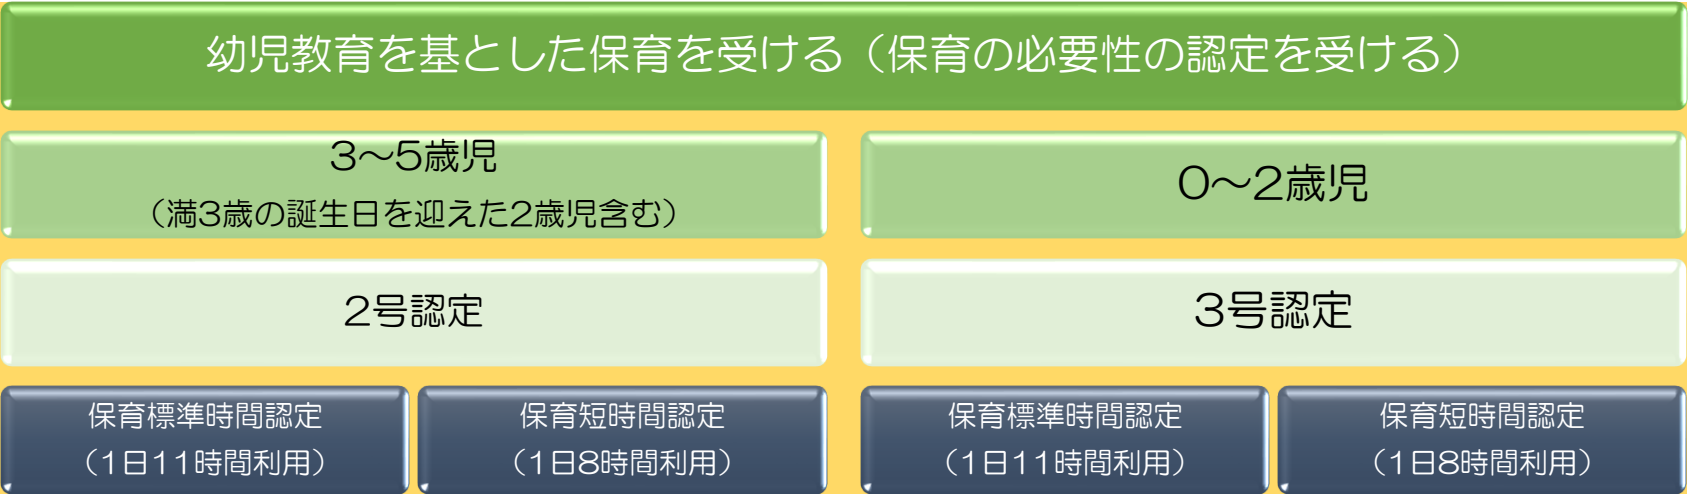 幼児教育を基とした保育を受ける（保育の必要性の認定を受ける）
3～5歳児
（満3歳の誕生日を迎えた2歳児含む）
0～2歳児
2号認定
3号認定
保育標準時間認定
（1日11時間利用）
保育短時間認定
（1日8時間利用）
保育標準時間認定
（1日11時間利用）
保育短時間認定
（1日8時間利用）